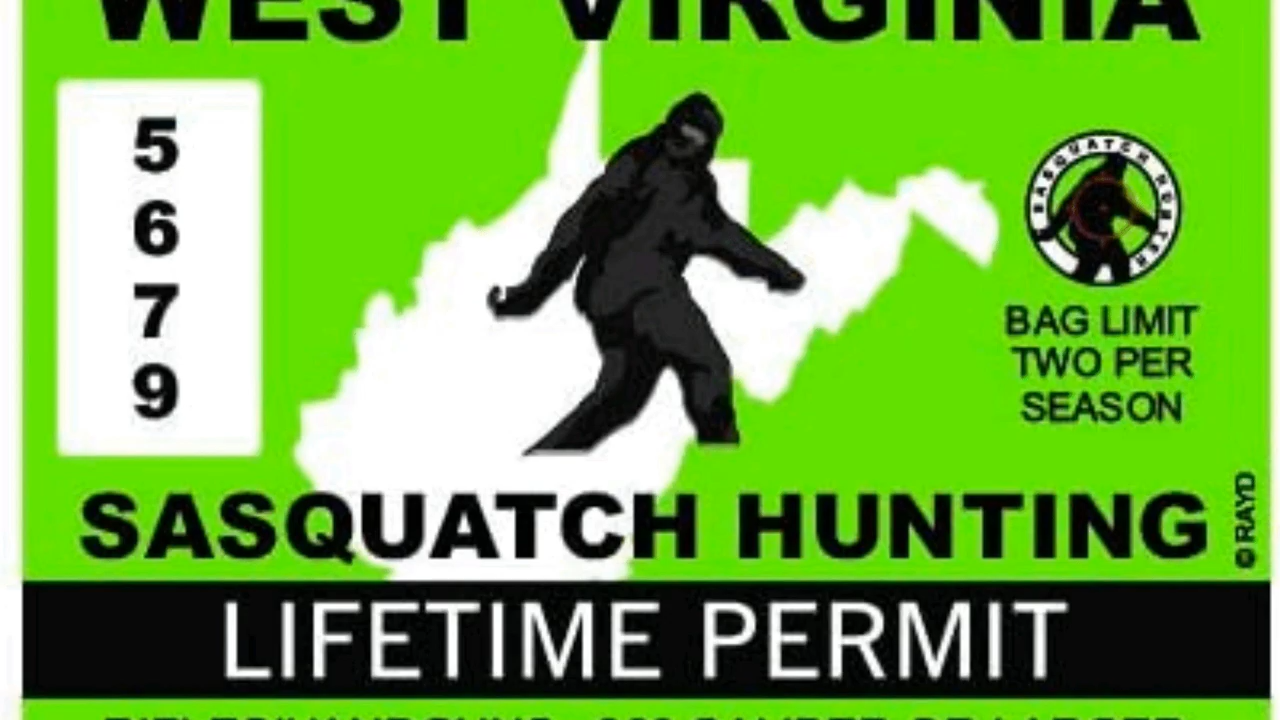 WEST VIRGINIA
5
6
7
9
SASQUATCH HUNTER
BAG LIMIT
TWO PER
SEASON
SASQUATCH HUNTING
© RAYD
LIFETIME PERMIT